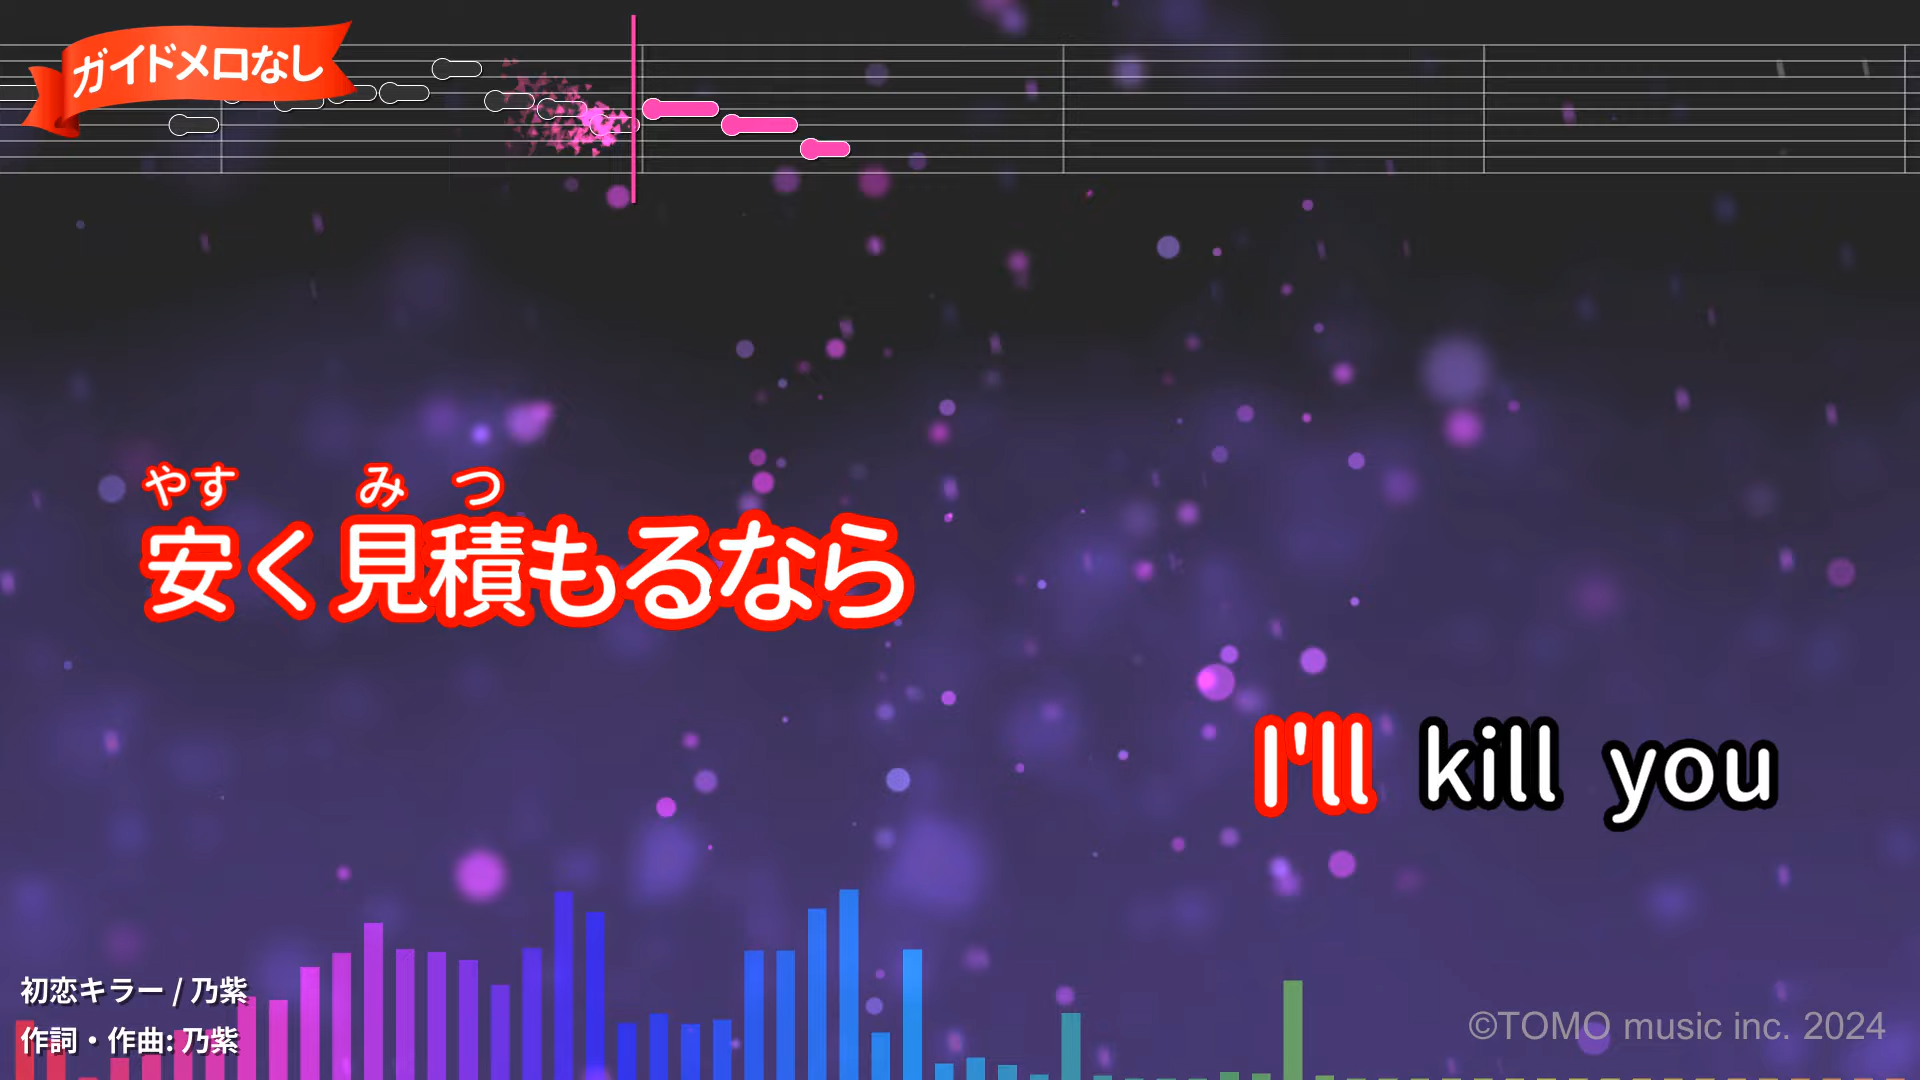 ガイドメロなし
やす み つ
安く見積もるなら
I'll kill you
初恋キラー / 乃紫
作詞・作曲: 乃紫
©TOMO music inc. 2024